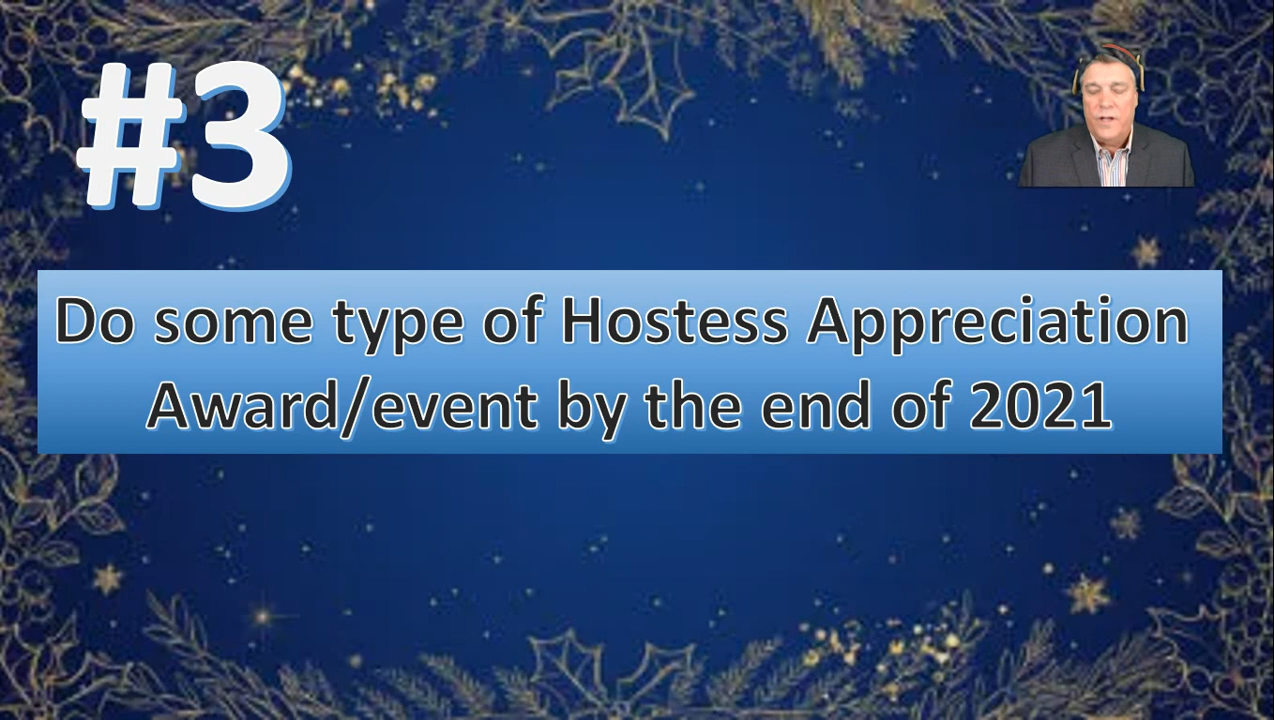 #3
Do some type of Hostess Appreciation
Award/event by the end of 2021